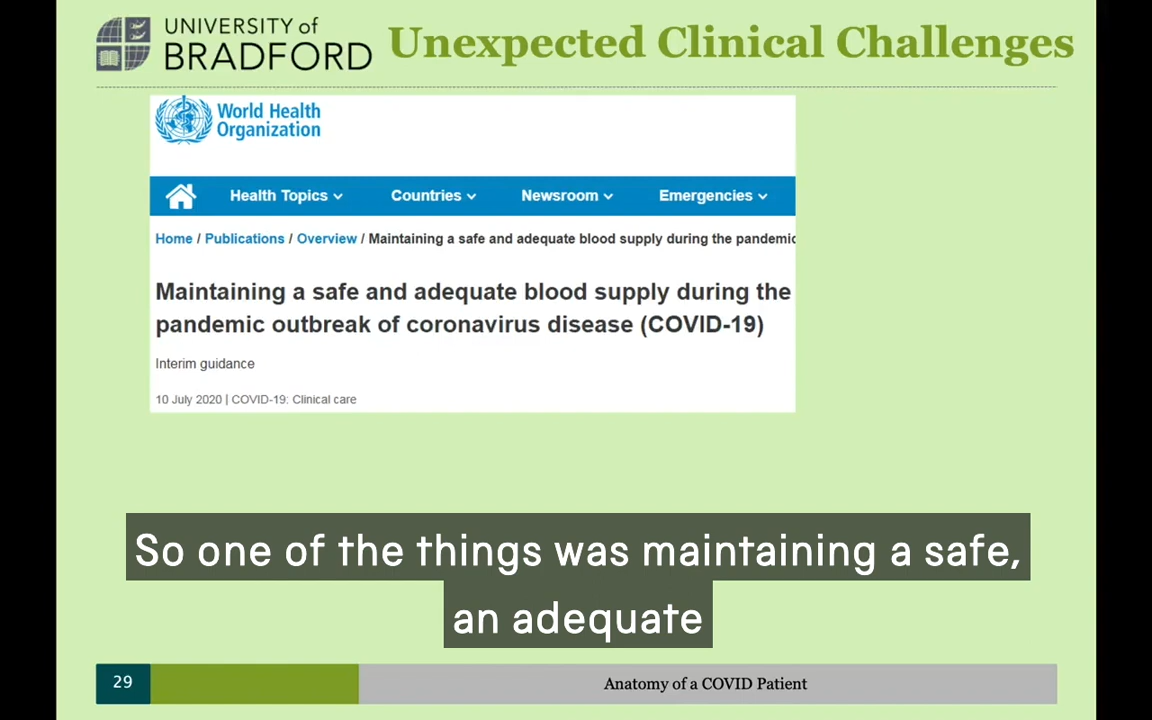 UNIVERSITY of
BRADFORD
Unexpected Clinical Challenges
World Health
Organization
Health Topics
Countries
Newsroom
Emergencies
Home / Publications / Overview / Maintaining a safe and adequate blood supply during the pandemic
Maintaining a safe and adequate blood supply during the
pandemic outbreak of coronavirus disease (COVID-19)
Interim guidance
10 July 2020 | COVID-19: Clinical care
So one of the things was maintaining a safe,
an adequate
29
Anatomy of a COVID Patient